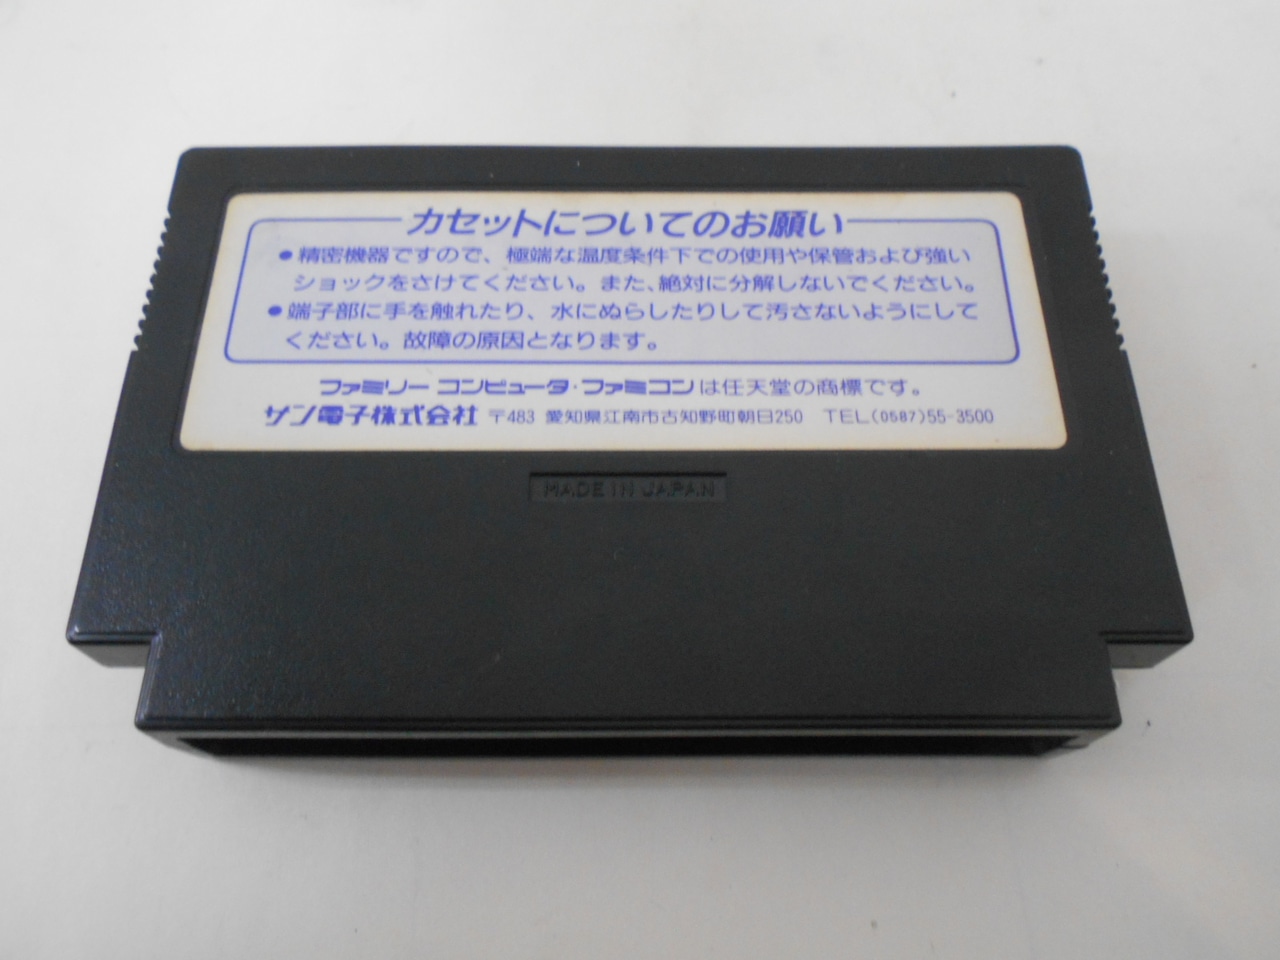 カセットについてのお願い
●精密機器ですので、極端な温度条件下での使用や保管および強い
ショックをさけてください。また、絶対に分解しないでください。
●端子部に手を触れたり、水にぬらしたりして汚さないようにして
ください。故障の原因となります。
ファミリー コンピュータ・ファミコンは任天堂の商標です。
サン電子株式会社 〒483 愛知県江南市古知野町朝日250 TEL(0587)55-3500
MADE IN JAPAN